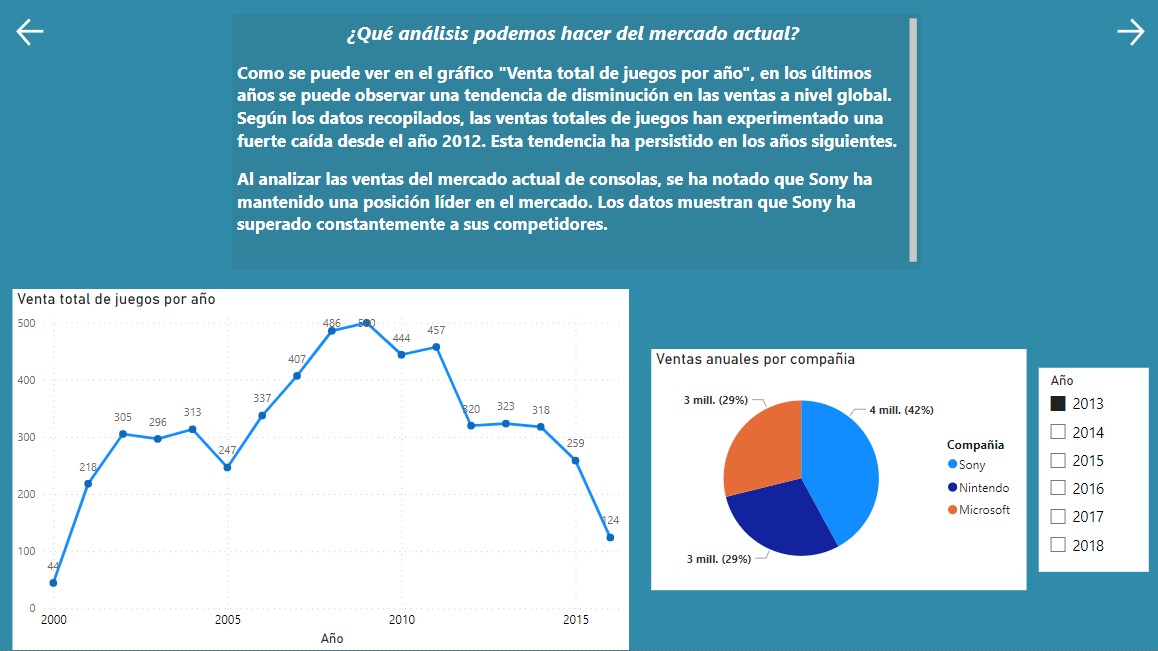 ¿Qué análisis podemos hacer del mercado actual?
Como se puede ver en el gráfico "Venta total de juegos por año", en los últimos
años se puede observar una tendencia de disminución en las ventas a nivel global.
Según los datos recopilados, las ventas totales de juegos han experimentado una
fuerte caída desde el año 2012. Esta tendencia ha persistido en los años siguientes.
Al analizar las ventas del mercado actual de consolas, se ha notado que Sony ha
mantenido una posición líder en el mercado. Los datos muestran que Sony ha
superado constantemente a sus competidores.
Venta total de juegos por año
500
400
300
200
100
0
44
218
305
296
313
247
337
407
486
500
444
457
320
323
318
259
124
2000
2005
2010
2015
Año
Ventas anuales por compañia
3 mill. (29%)
4 mill. (42%)
3 mill. (29%)
Compañia
Sony
Nintendo
Microsoft
Año
2013
2014
2015
2016
2017
2018